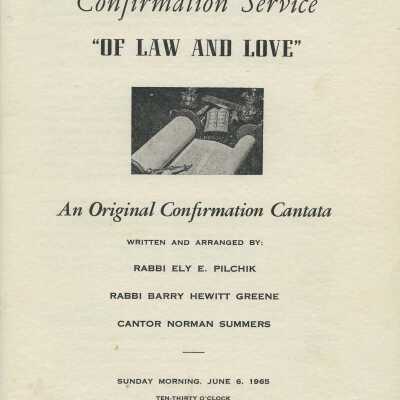 Confirmation Service
"OF LAW AND LOVE"
An Original Confirmation Cantata
WRITTEN AND ARRANGED BY:
RABBI ELY E. PILCHIK
RABBI BARRY HEWITT GREENE
CANTOR NORMAN SUMMERS
SUNDAY MORNING, JUNE 6, 1965
TEN-THIRTY O'CLOCK